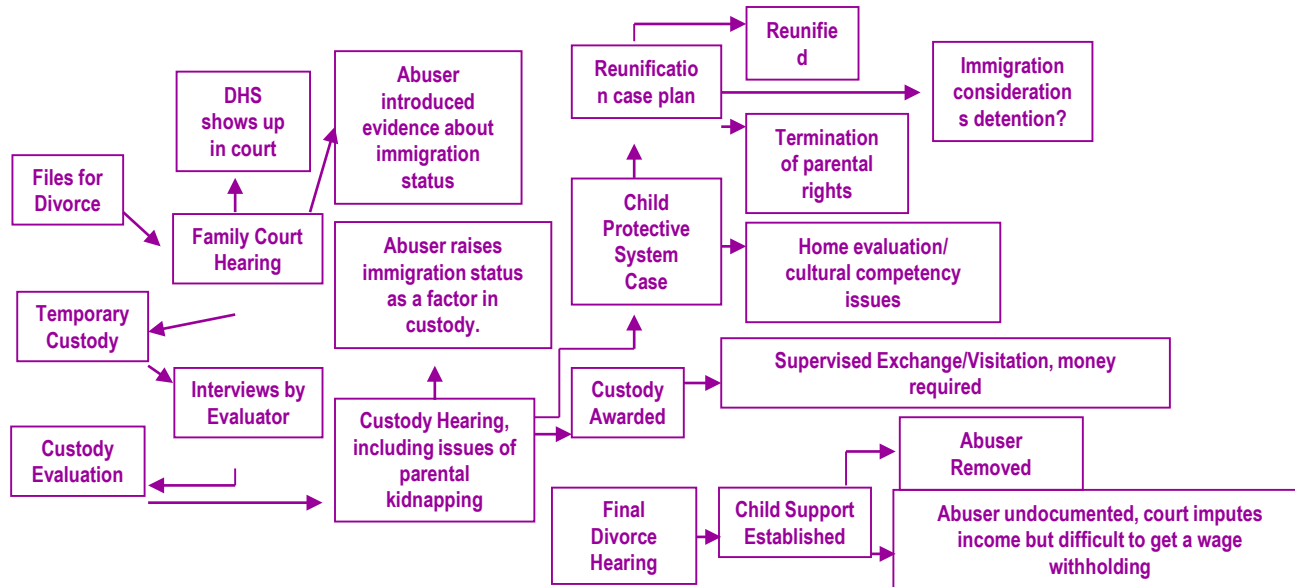 Files for
Divorce
DHS
shows up
in court
Family Court
Hearing
Abuser
introduced
evidence about
immigration
status
Temporary
Custody
Interviews by
Evaluator
Custody
Evaluation
Abuser raises
immigration status
as a factor in
custody.
Custody Hearing,
including issues of
parental
kidnapping
Reunifie
d
Reunificatio
n case plan
Immigration
consideration
s detention?
Termination
of parental
rights
Child
Protective
System
Case
Home evaluation/
cultural competency
issues
Custody
Awarded
Supervised Exchange/Visitation, money
required
Final
Divorce
Hearing
Child Support
Established
Abuser
Removed
Abuser undocumented, court imputes
income but difficult to get a wage
withholding